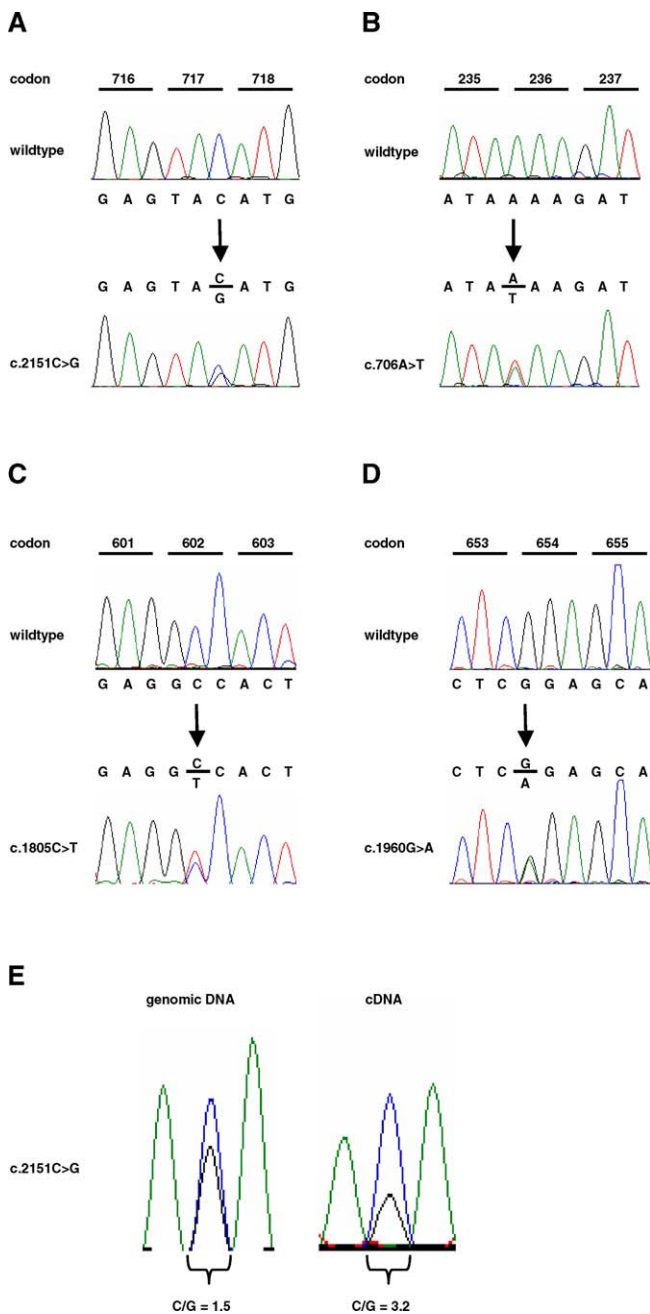 A
codon 716 717 718
wildtype
G A G T A C A T G
G A G T A C A T G
G
c.2151C>G
B
codon 235 236 237
wildtype
A T A A A A G A T
A T A A A A G A T
T
c.706A>T
C
codon 601 602 603
wildtype
G A G G C C A C T
G A G G C C A C T
T
c.1805C>T
D
codon 653 654 655
wildtype
C T C G G A G C A
C T C G G A G C A
A
c.1960G>A
E
genomic DNA cDNA
c.2151C>G
C/G = 1.5 C/G = 3.2